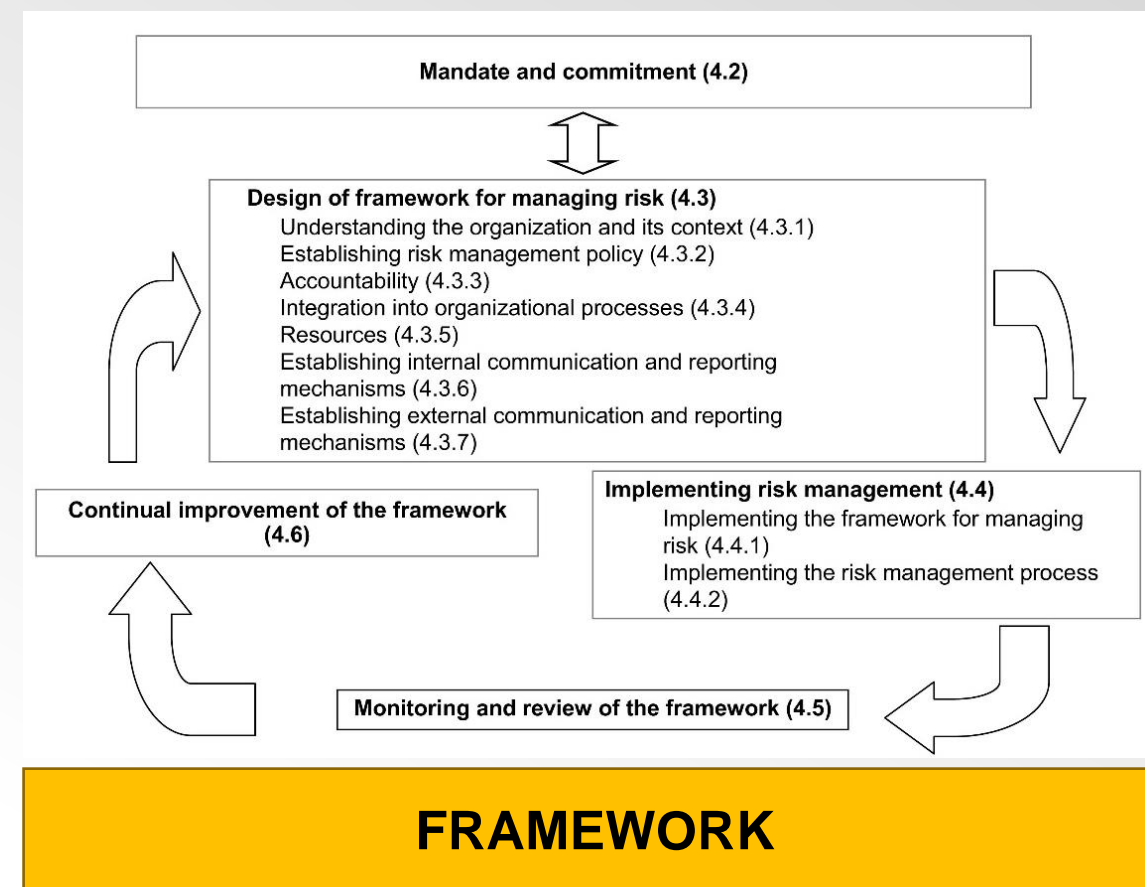 Mandate and commitment (4.2)
Design of framework for managing risk (4.3)
Understanding the organization and its context (4.3.1)
Establishing risk management policy (4.3.2)
Accountability (4.3.3)
Integration into organizational processes (4.3.4)
Resources (4.3.5)
Establishing internal communication and reporting
mechanisms (4.3.6)
Establishing external communication and reporting
mechanisms (4.3.7)
Implementing risk management (4.4)
Implementing the framework for managing
risk (4.4.1)
Implementing the risk management process
(4.4.2)
Continual improvement of the framework
(4.6)
Monitoring and review of the framework (4.5)
FRAMEWORK